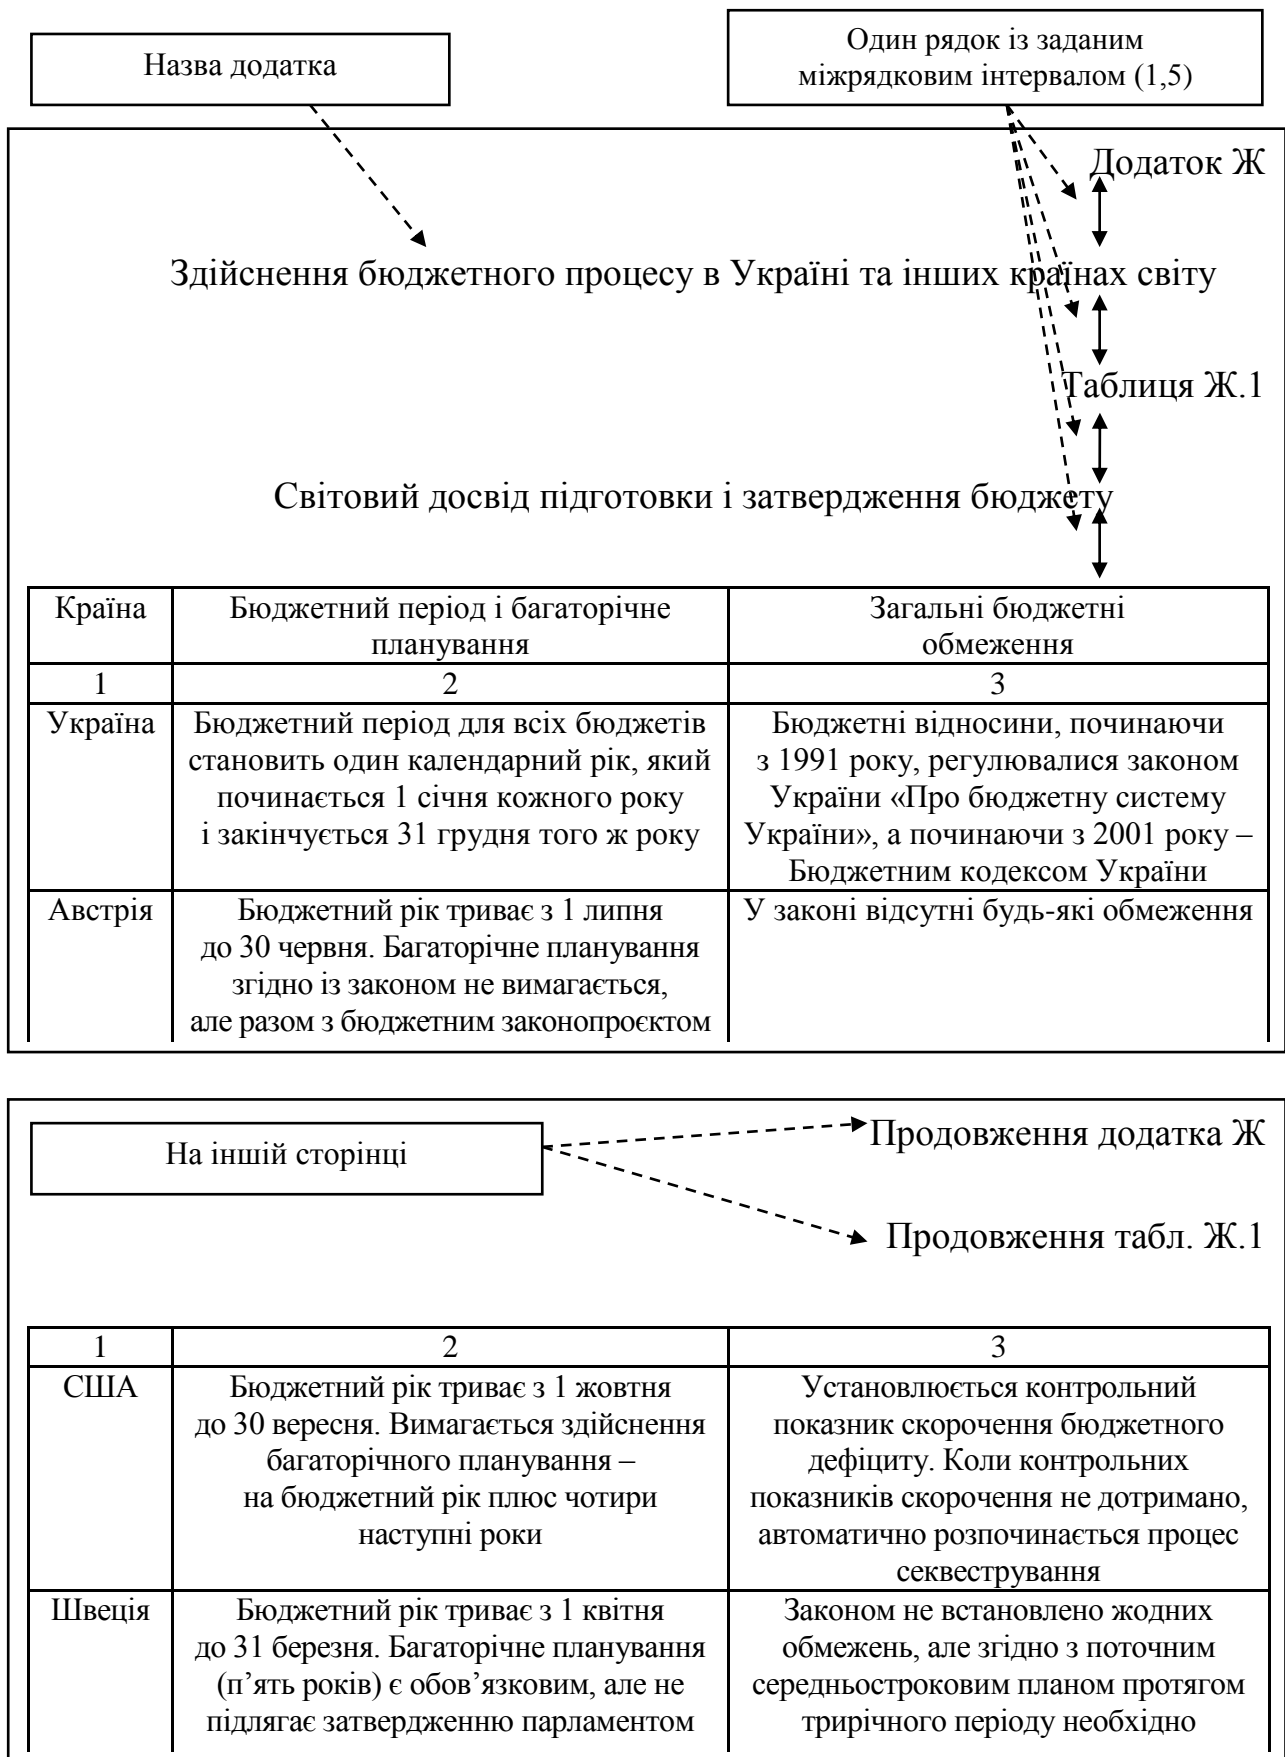 Назва додатка
Один рядок із заданим
міжрядковим інтервалом (1,5)
Додаток Ж
Здійснення бюджетного процесу в Україні та інших країнах світу
Таблиця Ж.1
Світовий досвід підготовки і затвердження бюджету
Країна
Бюджетний період і багаторічне
планування
Загальні бюджетні
обмеження
1
2
3
Україна
Бюджетний період для всіх бюджетів
становить один календарний рік, який
починається 1 січня кожного року
і закінчується 31 грудня того ж року
Бюджетні відносини, починаючи
з 1991 року, регулювалися законом
України «Про бюджетну систему
України», а починаючи з 2001 року –
Бюджетним кодексом України
Австрія
Бюджетний рік триває з 1 липня
до 30 червня. Багаторічне планування
згідно із законом не вимагається,
але разом з бюджетним законопроєктом
У законі відсутні будь-які обмеження
На іншій сторінці
Продовження додатка Ж
Продовження табл. Ж.1
1
2
3
США
Бюджетний рік триває з 1 жовтня
до 30 вересня. Вимагається здійснення
багаторічного планування –
на бюджетний рік плюс чотири
наступні роки
Установлюється контрольний
показник скорочення бюджетного
дефіциту. Коли контрольних
показників скорочення не дотримано,
автоматично розпочинається процес
секвестрування
Швеція
Бюджетний рік триває з 1 квітня
до 31 березня. Багаторічне планування
(п’ять років) є обов’язковим, але не
підлягає затвердженню парламентом
Законом не встановлено жодних
обмежень, але згідно з поточним
середньостроковим планом протягом
трирічного періоду необхідно